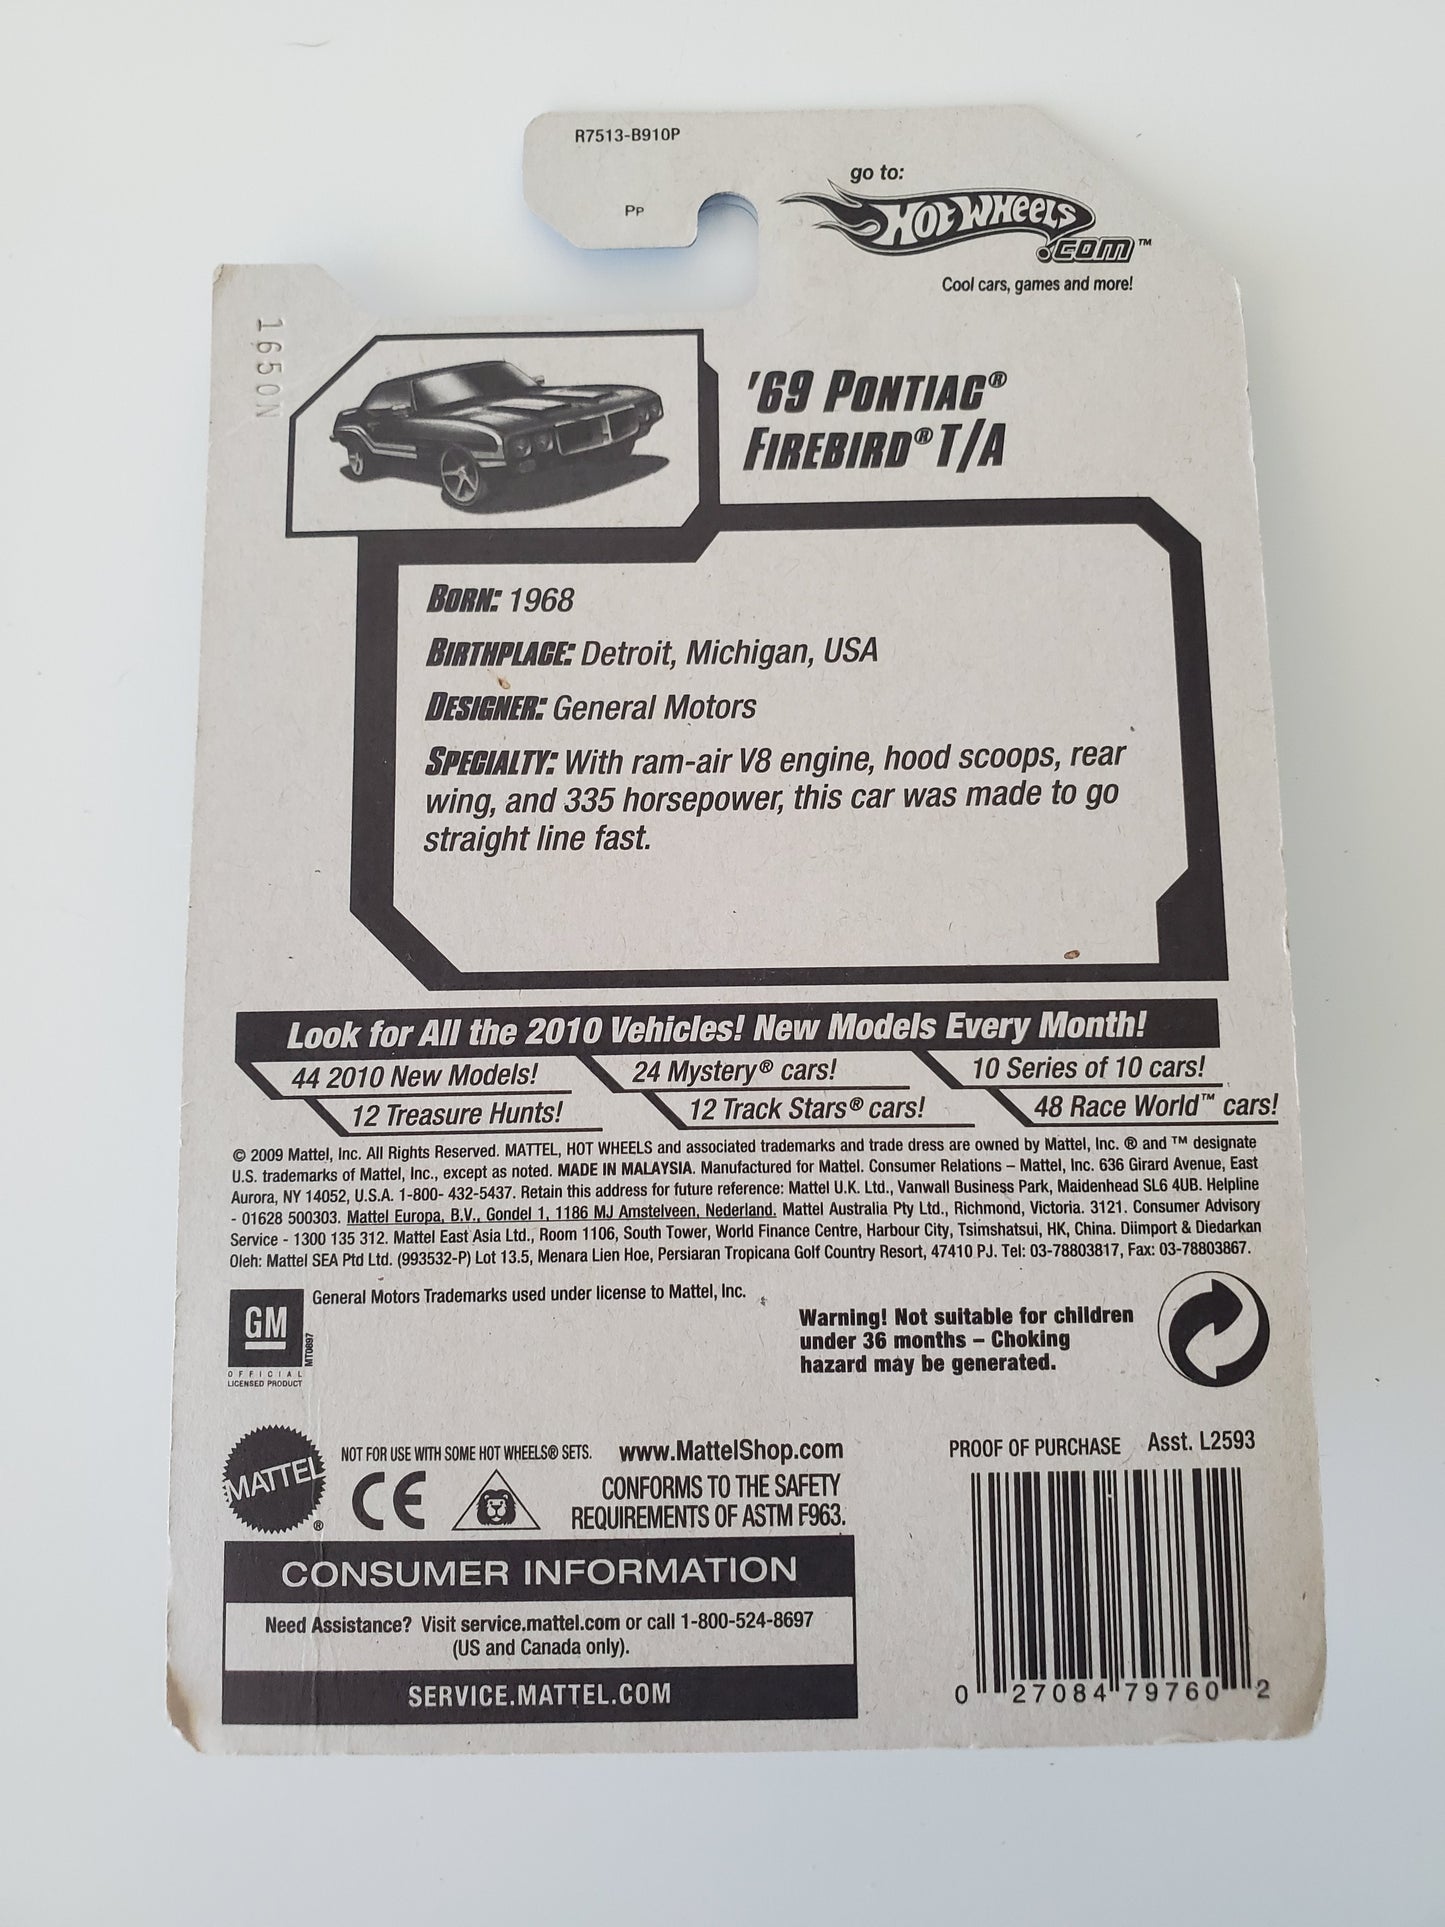 R7513-B910P
PP
go to:
HOT WHEELS
.COM™
Cool cars, games and more!
1650N
'69 PONTIAC®
FIREBIRD® T/A
BORN: 1968
BIRTHPLACE: Detroit, Michigan, USA
DESIGNER: General Motors
SPECIALTY: With ram-air V8 engine, hood scoops, rear
wing, and 335 horsepower, this car was made to go
straight line fast.
Look for All the 2010 Vehicles! New Models Every Month!
44 2010 New Models! 24 Mystery® cars! 10 Series of 10 cars!
12 Treasure Hunts! 12 Track Stars® cars! 48 Race World™ cars!
© 2009 Mattel, Inc. All Rights Reserved. MATTEL, HOT WHEELS and associated trademarks and trade dress are owned by Mattel, Inc. ® and ™ designate
U.S. trademarks of Mattel, Inc., except as noted. MADE IN MALAYSIA. Manufactured for Mattel. Consumer Relations – Mattel, Inc. 636 Girard Avenue, East
Aurora, NY 14052, U.S.A. 1-800- 432-5437. Retain this address for future reference: Mattel U.K. Ltd., Vanwall Business Park, Maidenhead SL6 4UB. Helpline
- 01628 500303. Mattel Europa, B.V., Gondel 1, 1186 MJ Amstelveen, Nederland. Mattel Australia Pty Ltd., Richmond, Victoria. 3121. Consumer Advisory
Service - 1300 135 312. Mattel East Asia Ltd., Room 1106, South Tower, World Finance Centre, Harbour City, Tsimshatsui, HK, China. Diimport & Diedarkan
Oleh: Mattel SEA Ptd Ltd. (993532-P) Lot 13.5, Menara Lien Hoe, Persiaran Tropicana Golf Country Resort, 47410 PJ. Tel: 03-78803817, Fax: 03-78803867.
GM
OFFICIAL
LICENSED PRODUCT
MT0897
General Motors Trademarks used under license to Mattel, Inc.
Warning! Not suitable for children
under 36 months – Choking
hazard may be generated.
MATTEL®
NOT FOR USE WITH SOME HOT WHEELS® SETS. www.MattelShop.com
CE
CONFORMS TO THE SAFETY
REQUIREMENTS OF ASTM F963.
PROOF OF PURCHASE Asst. L2593
CONSUMER INFORMATION
Need Assistance? Visit service.mattel.com or call 1-800-524-8697
(US and Canada only).
SERVICE.MATTEL.COM
0 27084 79760 2